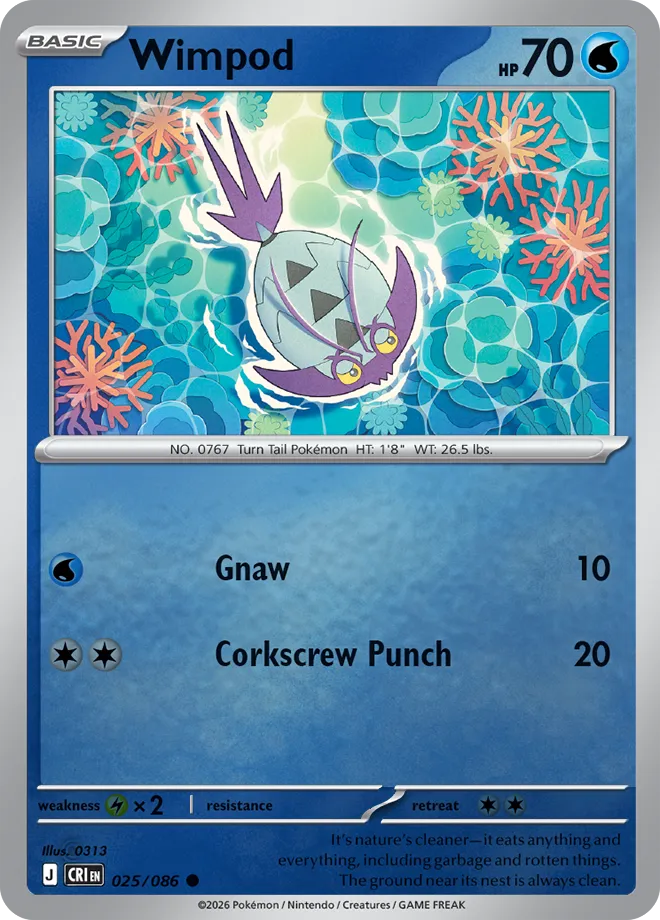 BASIC
Wimpod
HP 70
NO. 0767 Turn Tail Pokémon HT: 1'8" WT: 26.5 lbs.
Gnaw 10
Corkscrew Punch 20
weakness ×2 resistance retreat
Illus. 0313
It's nature's cleaner—it eats anything and
everything, including garbage and rotten things.
The ground near its nest is always clean.
J CRI EN 025/086
©2026 Pokémon / Nintendo / Creatures / GAME FREAK